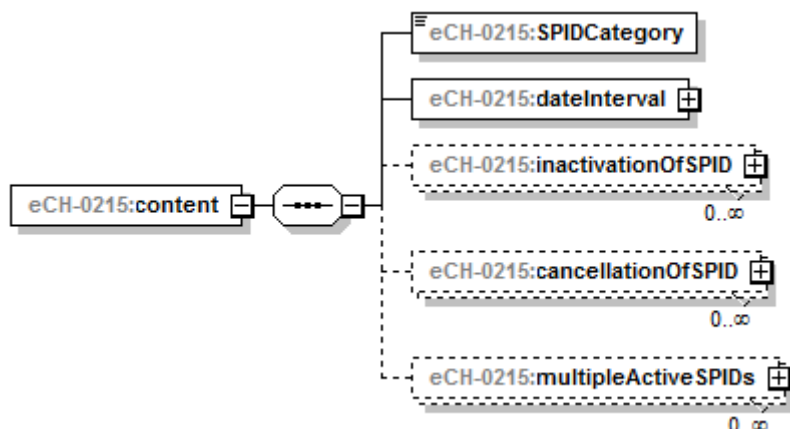 eCH-0215:SPIDCategory
eCH-0215:dateInterval
eCH-0215:inactivationOfSPID
0..∞
eCH-0215:content
eCH-0215:cancellationOfSPID
0..∞
eCH-0215:multipleActiveSPIDs
0..∞